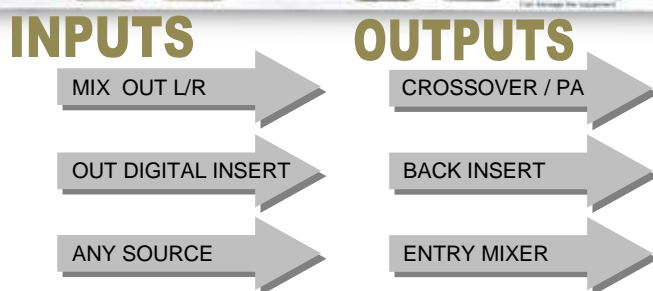 INPUTS OUTPUTS
MIX OUT L/R CROSSOVER / PA
OUT DIGITAL INSERT BACK INSERT
ANY SOURCE ENTRY MIXER